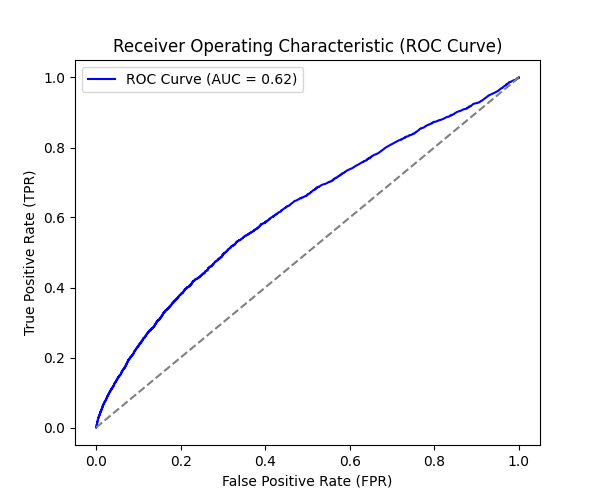 Receiver Operating Characteristic (ROC Curve)
ROC Curve (AUC = 0.62)
True Positive Rate (TPR)
1.0
0.8
0.6
0.4
0.2
0.0
0.0 0.2 0.4 0.6 0.8 1.0
False Positive Rate (FPR)